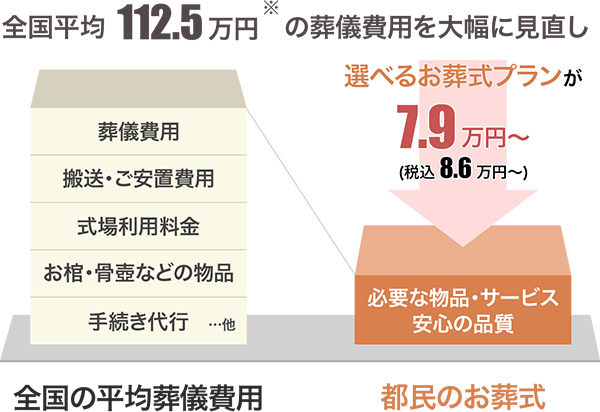 全国平均 112.5万円※の葬儀費用を大幅に見直し
選べるお葬式プランが
7.9万円～
(税込 8.6万円～)
葬儀費用
搬送・ご安置費用
式場利用料金
お棺・骨壺などの物品
手続き代行 …他
必要な物品・サービス
安心の品質
全国の平均葬儀費用
都民のお葬式